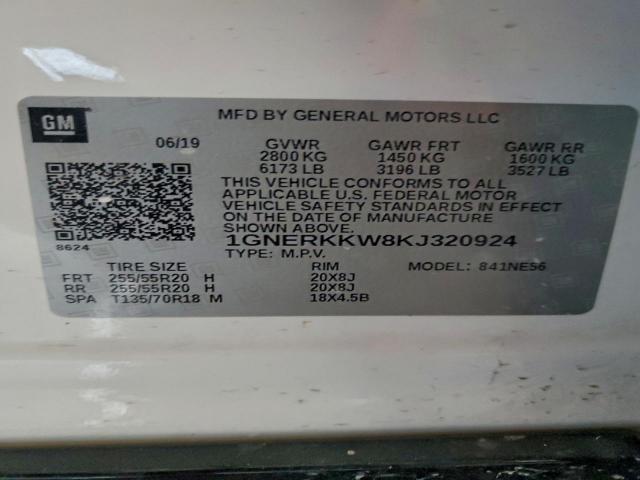 GM
MFD BY GENERAL MOTORS LLC
06/19 GVWR GAWR FRT GAWR RR
2800 KG 1450 KG 1600 KG
6173 LB 3196 LB 3527 LB
THIS VEHICLE CONFORMS TO ALL
APPLICABLE U.S. FEDERAL MOTOR
VEHICLE SAFETY STANDARDS IN EFFECT
ON THE DATE OF MANUFACTURE
SHOWN ABOVE.
8624 1GNERKKW8KJ320924
TYPE: M.P.V. MODEL: 841NE56
TIRE SIZE RIM
FRT 255/55R20 H 20X8J
RR 255/55R20 H 20X8J
SPA T135/70R18 M 18X4.5B